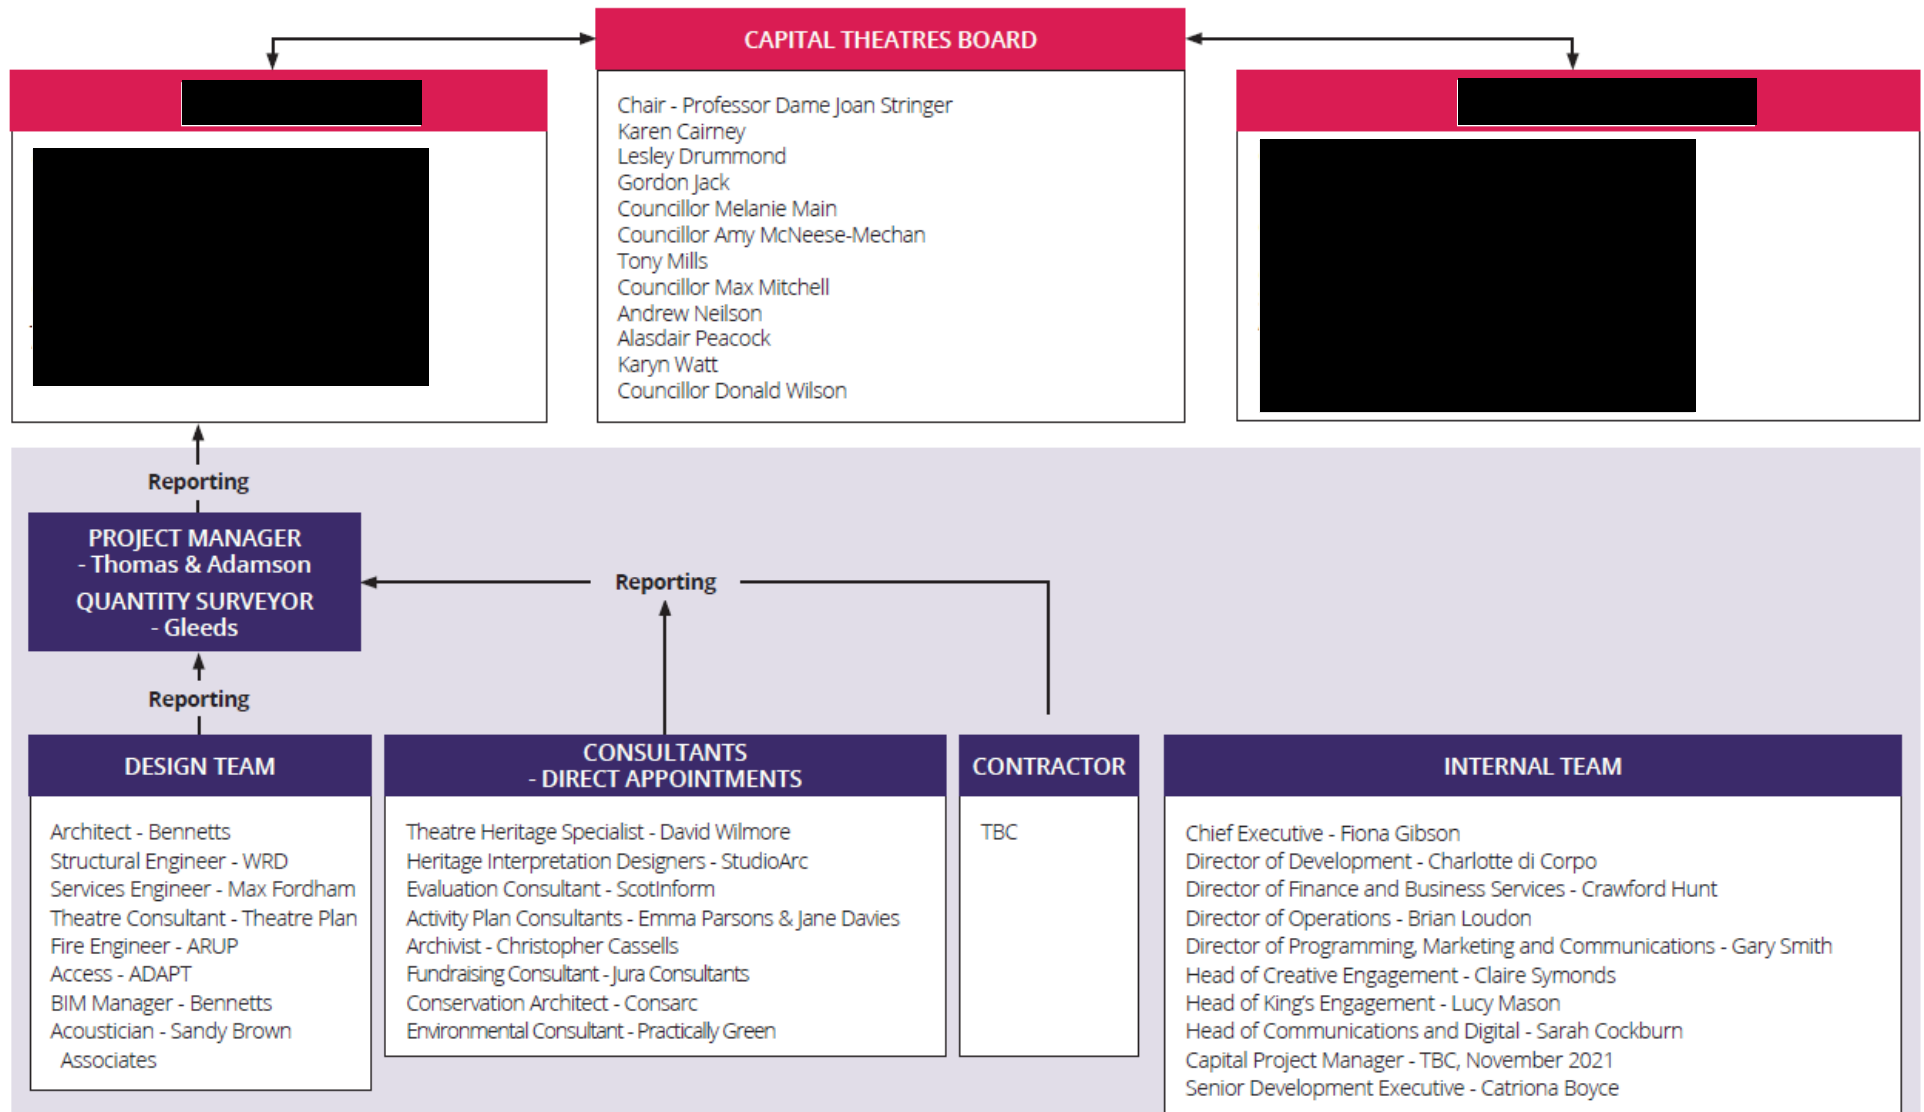 CAPITAL THEATRES BOARD
Chair - Professor Dame Joan Stringer
Karen Cairney
Lesley Drummond
Gordon Jack
Councillor Melanie Main
Councillor Amy McNeese-Mechan
Tony Mills
Councillor Max Mitchell
Andrew Neilson
Alasdair Peacock
Karyn Watt
Councillor Donald Wilson
Reporting
PROJECT MANAGER
- Thomas & Adamson
QUANTITY SURVEYOR
- Gleeds
Reporting
Reporting
DESIGN TEAM
Architect - Bennetts
Structural Engineer - WRD
Services Engineer - Max Fordham
Theatre Consultant - Theatre Plan
Fire Engineer - ARUP
Access - ADAPT
BIM Manager - Bennetts
Acoustician - Sandy Brown
Associates
CONSULTANTS
- DIRECT APPOINTMENTS
Theatre Heritage Specialist - David Wilmore
Heritage Interpretation Designers - StudioArc
Evaluation Consultant - ScotInform
Activity Plan Consultants - Emma Parsons & Jane Davies
Archivist - Christopher Cassells
Fundraising Consultant - Jura Consultants
Conservation Architect - Consarc
Environmental Consultant - Practically Green
CONTRACTOR
TBC
INTERNAL TEAM
Chief Executive - Fiona Gibson
Director of Development - Charlotte di Corpo
Director of Finance and Business Services - Crawford Hunt
Director of Operations - Brian Loudon
Director of Programming, Marketing and Communications - Gary Smith
Head of Creative Engagement - Claire Symonds
Head of King's Engagement - Lucy Mason
Head of Communications and Digital - Sarah Cockburn
Capital Project Manager - TBC, November 2021
Senior Development Executive - Catriona Boyce